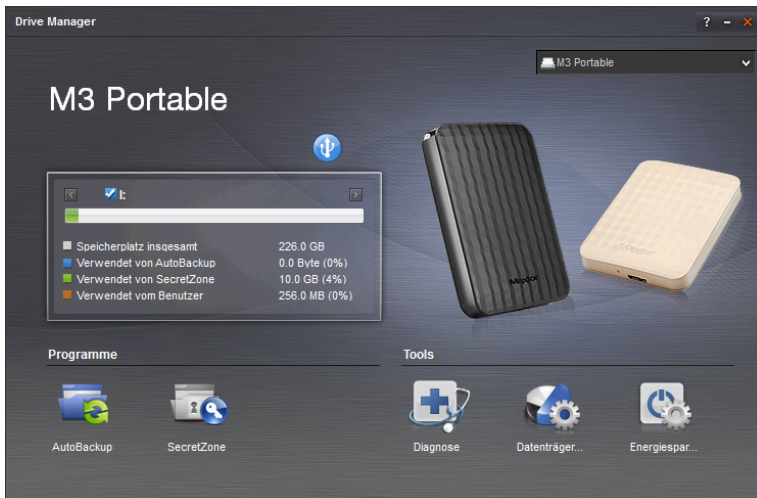 Drive Manager
? –
M3 Portable
M3 Portable
I:
Speicherplatz insgesamt 226.0 GB
Verwendet von AutoBackup 0.0 Byte (0%)
Verwendet von SecretZone 10.0 GB (4%)
Verwendet vom Benutzer 256.0 MB (0%)
Maxtor
Maxtor
Programme Tools
AutoBackup SecretZone Diagnose Datenträger... Energiespar...